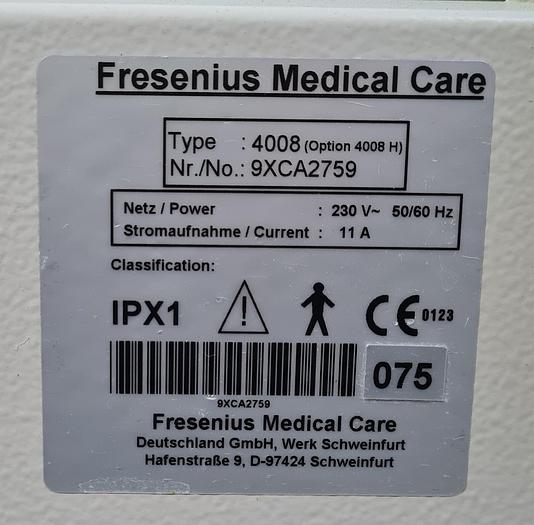 Fresenius Medical Care
Type : 4008 (Option 4008 H)
Nr./No.: 9XCA2759
Netz / Power : 230 V~ 50/60 Hz
Stromaufnahme / Current : 11 A
Classification:
IPX1 CE 0123
075
9XCA2759
Fresenius Medical Care
Deutschland GmbH, Werk Schweinfurt
Hafenstraße 9, D-97424 Schweinfurt